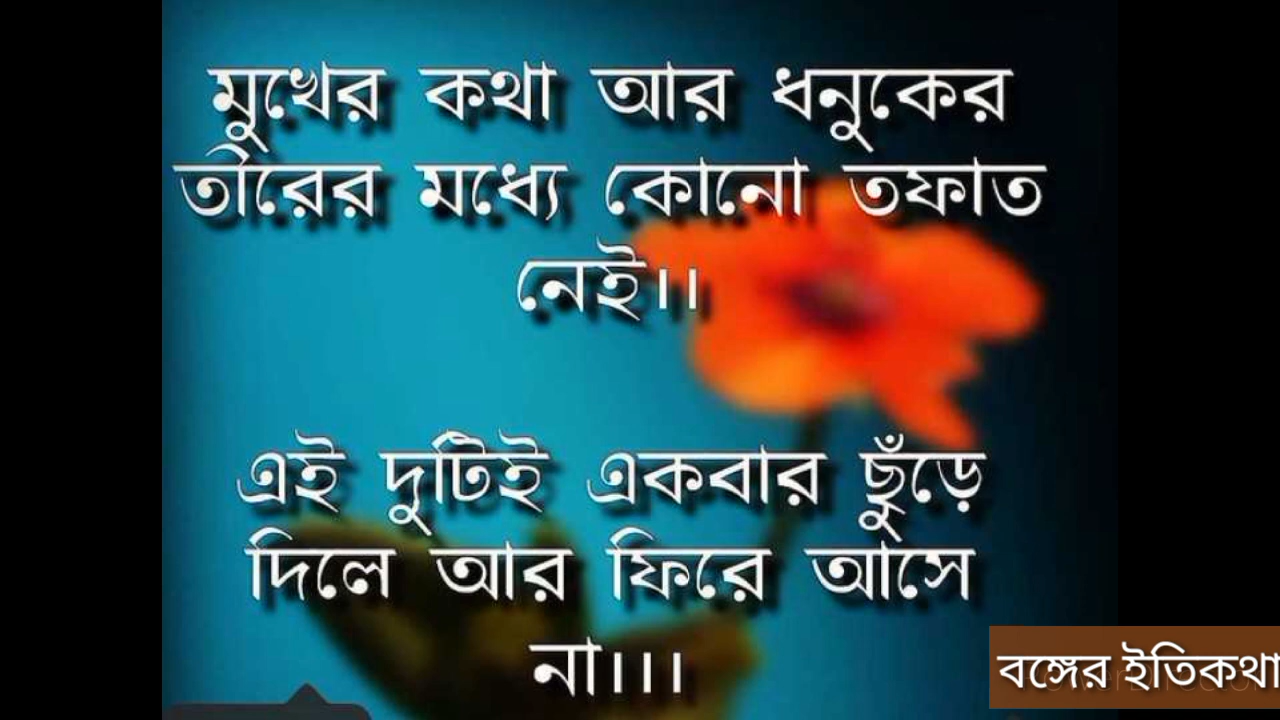 মুখের কথা আর ধনুকের
তীরের মধ্যে কোনো তফাত
নেই।।
এই দুটিই একবার ছুঁড়ে
দিলে আর ফিরে আসে
না।।।
বঙ্গের ইতিকথা